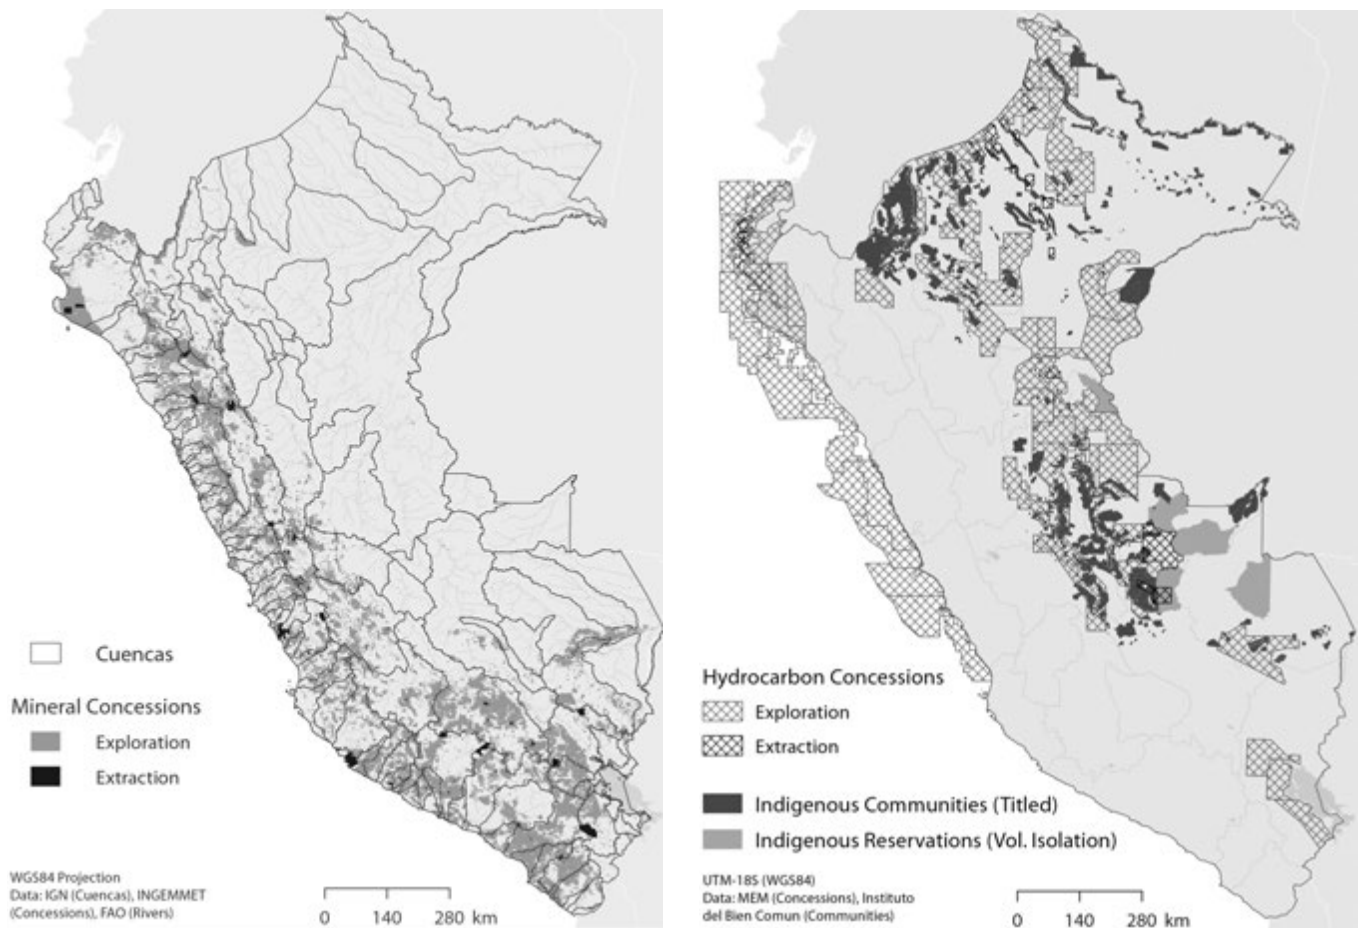 Cuencas
Mineral Concessions
Exploration
Extraction
WGS84 Projection
Data: IGN (Cuencas), INGEMMET
(Concessions), FAO (Rivers)
0 140 280 km
Hydrocarbon Concessions
Exploration
Extraction
Indigenous Communities (Titled)
Indigenous Reservations (Vol. Isolation)
UTM-18S (WGS84)
Data: MEM (Concessions), Instituto
del Bien Comun (Communities)
0 140 280 km